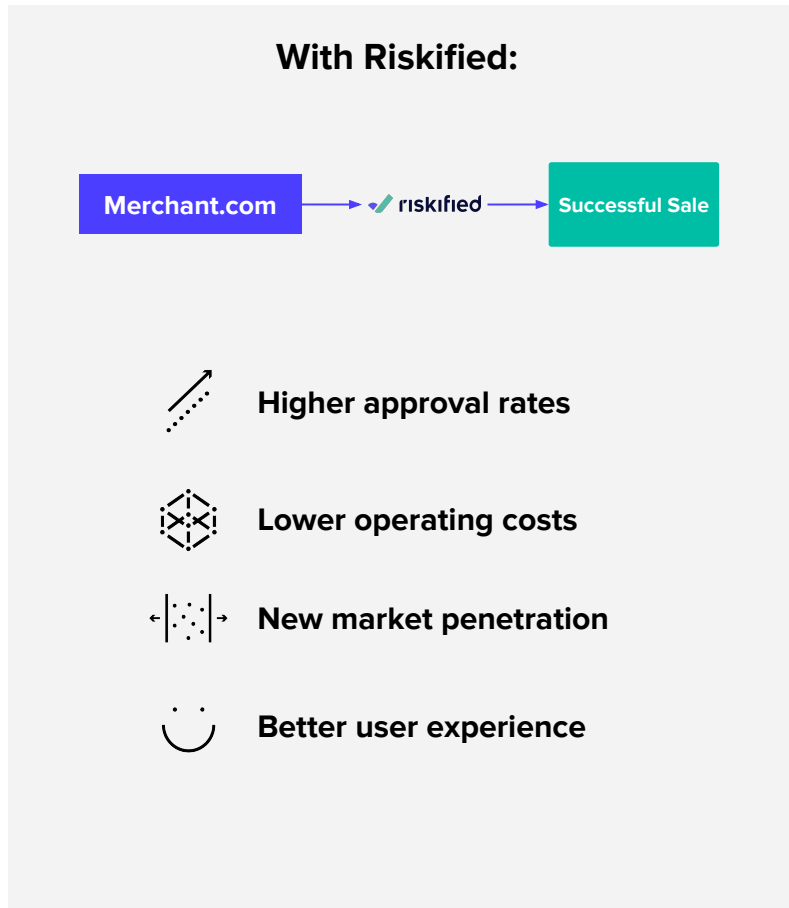 With Riskified:
Merchant.com
riskified
Successful Sale
Higher approval rates
Lower operating costs
New market penetration
Better user experience